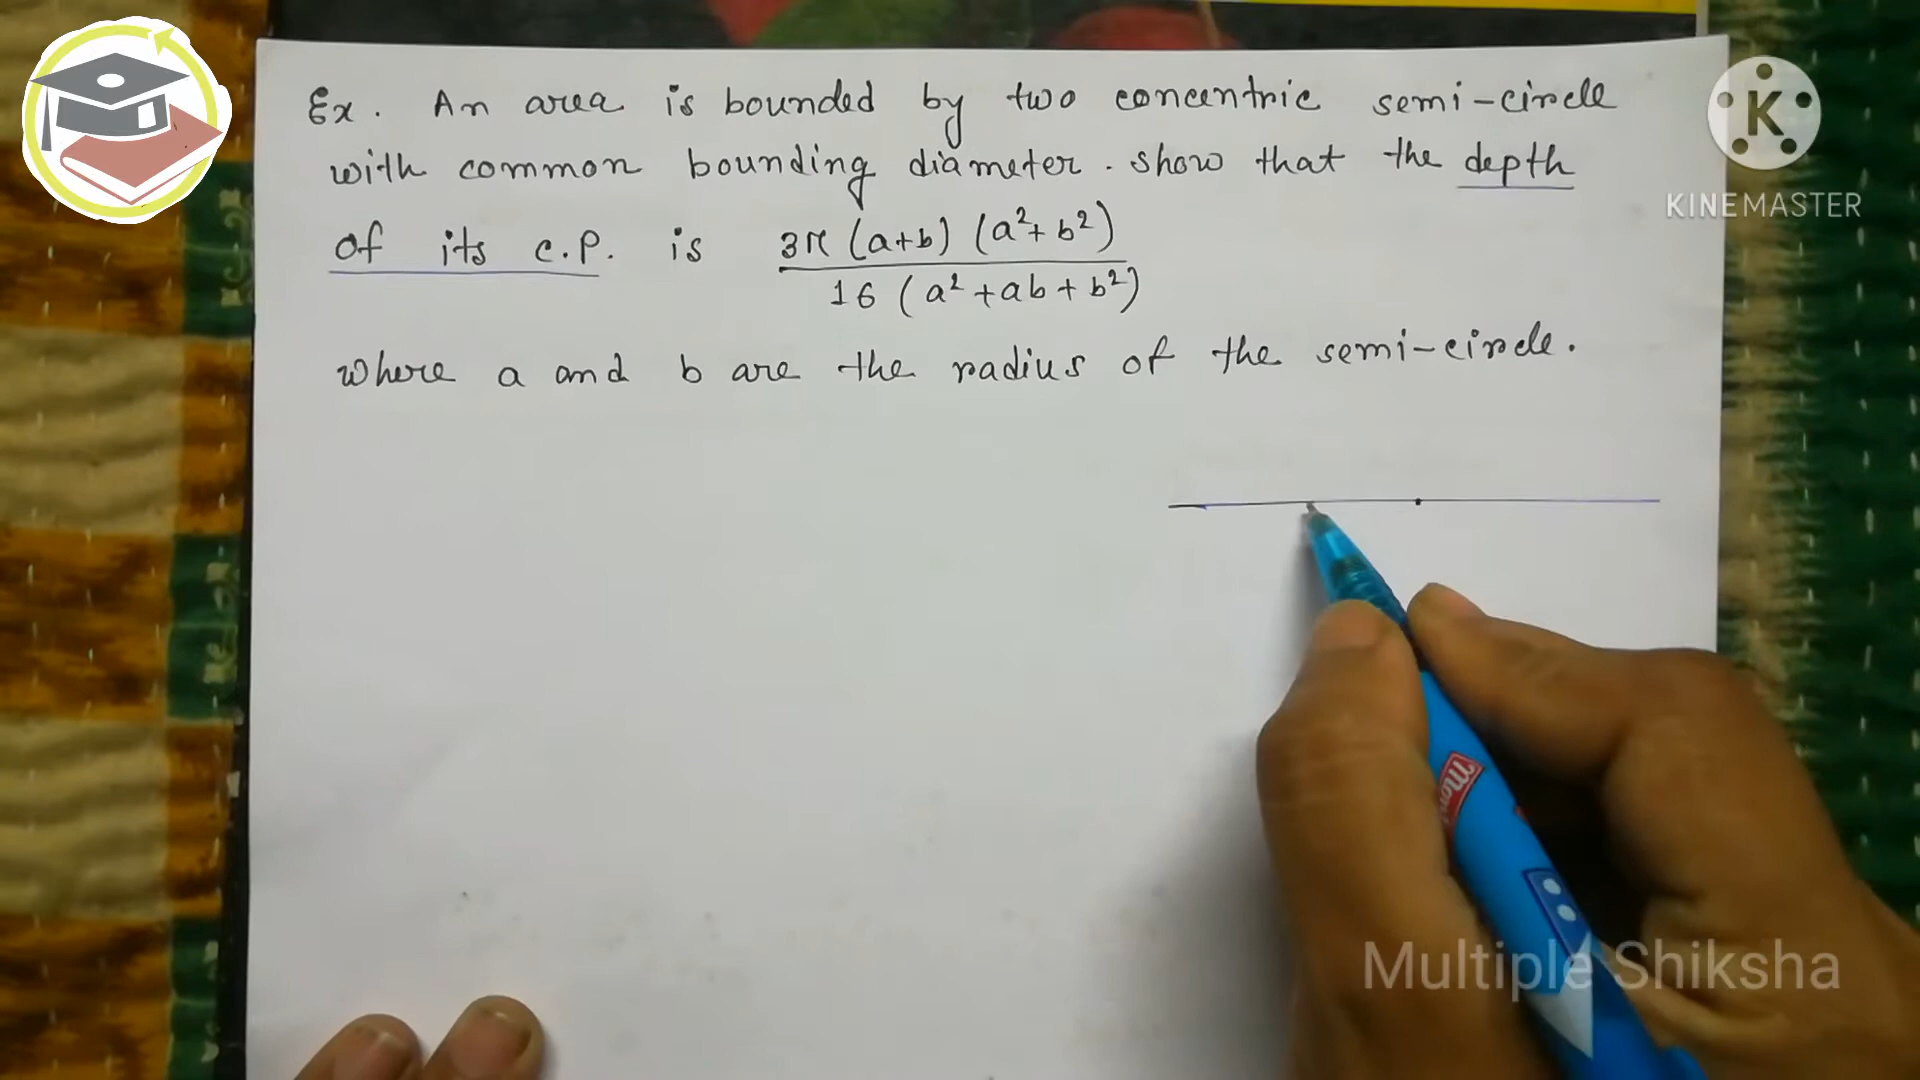 Ex. An area is bounded by two concentric semi-circle
with common bounding diameter. show that the depth
of its c.P. is 3π (a+b) (a²+b²) / 16 (a²+ab+b²)
where a and b are the radius of the semi-circle.
K
KINEMASTER
Multiple Shiksha